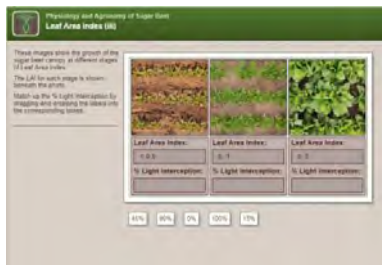 Physiology and Agronomy of Sugar Beet
Leaf Area Index (iii)
These images show the growth of the
sugar beet canopy at different stages
of Leaf Area Index.
The LAI for each stage is shown
beneath the photo.
Match up the % Light Interception by
dragging and dropping the labels into
the corresponding boxes.
Leaf Area Index: Leaf Area Index: Leaf Area Index:
% Light Interception: % Light Interception: % Light Interception:
90% 0% 100% 15%